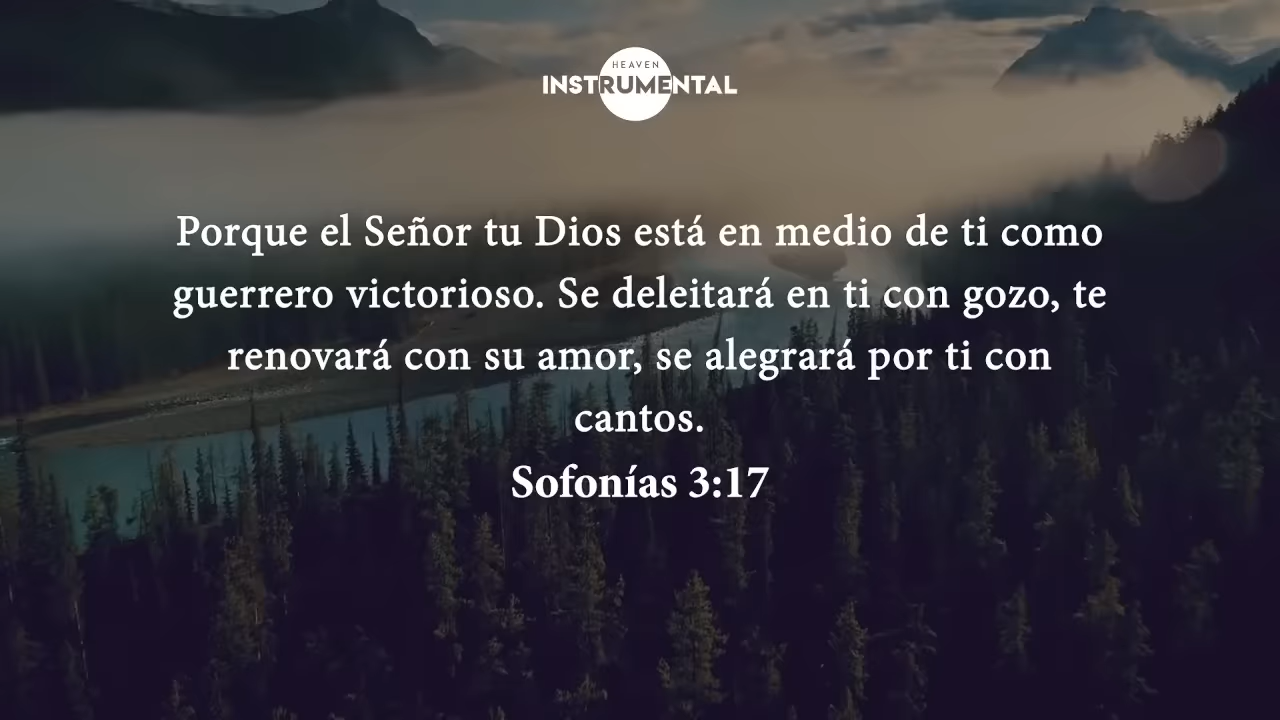 HEAVEN
INSTRUMENTAL
Porque el Señor tu Dios está en medio de ti como
guerrero victorioso. Se deleitará en ti con gozo, te
renovará con su amor, se alegrará por ti con
cantos.
Sofonías 3:17